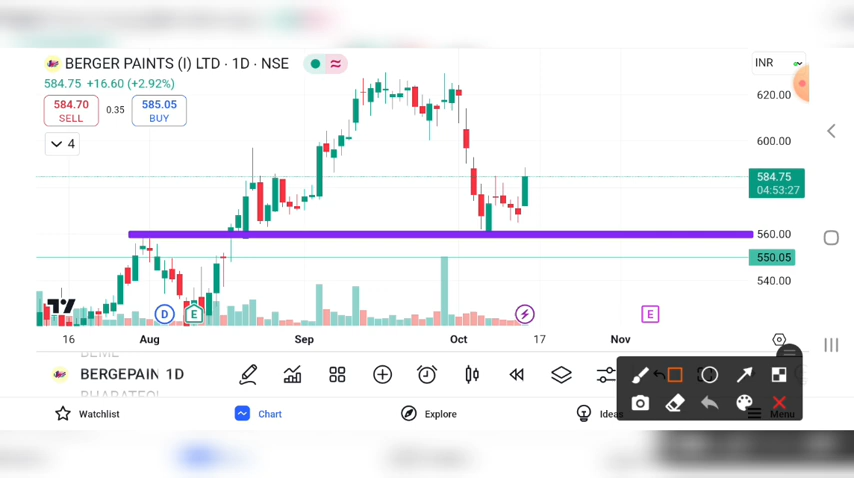 BERGER PAINTS (I) LTD · 1D · NSE
INR
584.75 +16.60 (+2.92%)
620.00
584.70
SELL
0.35
585.05
BUY
4
600.00
584.75
04:53:27
560.00
550.05
540.00
D
E
E
16
Aug
Sep
Oct
17
Nov
BERGEPAIN 1D
Watchlist
Chart
Explore
Ideas
Menu